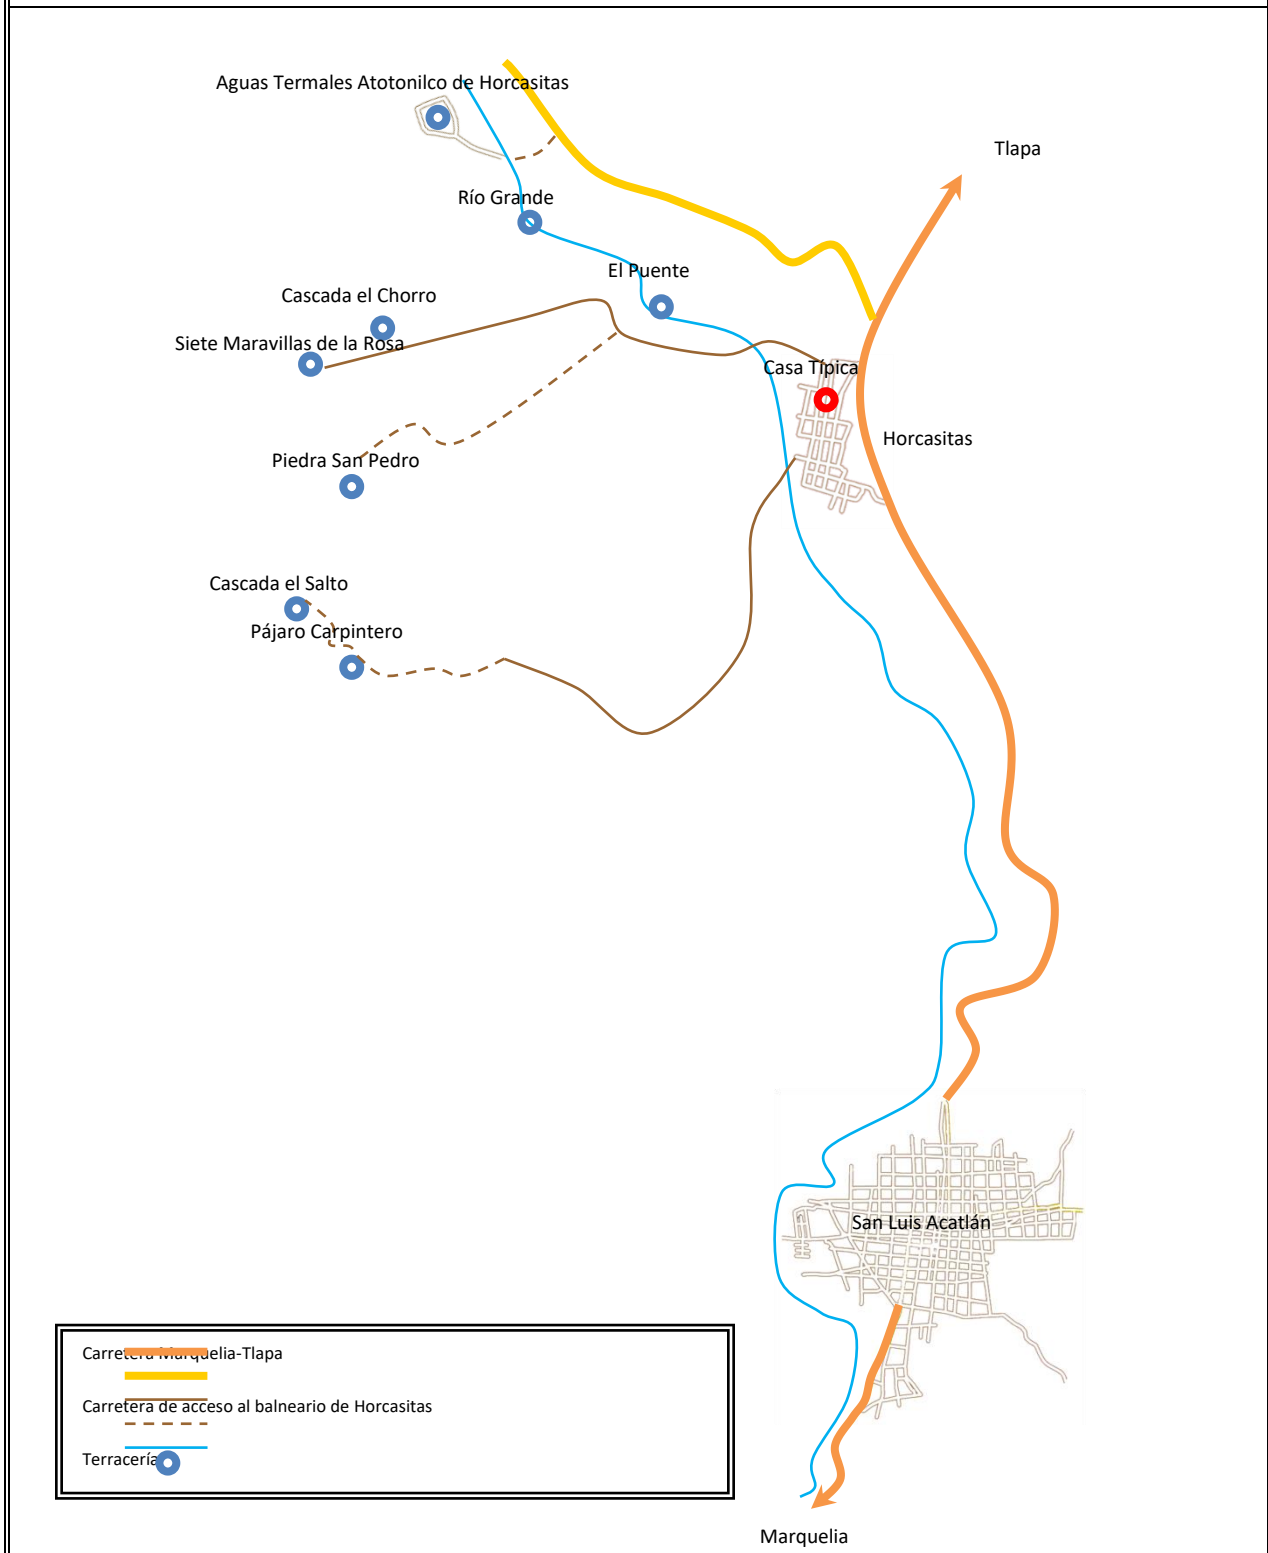 Aguas Termales Atotonilco de Horcasitas
Tlapa
Río Grande
El Puente
Cascada el Chorro
Siete Maravillas de la Rosa
Casa Típica
Horcasitas
Piedra San Pedro
Cascada el Salto
Pájaro Carpintero
San Luis Acatlán
Carretera Marquelia-Tlapa
Carretera de acceso al balneario de Horcasitas
Terracería
Marquelia